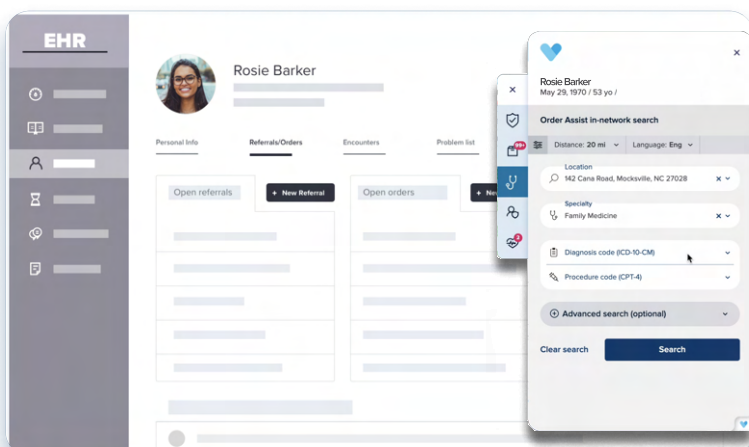 EHR
Rosie Barker
Personal Info
Referrals/Orders
Encounters
Problem list
Open referrals
+ New Referral
Open orders
+ Ne
99+
2
Rosie Barker
May 29, 1970 / 53 yo /
Order Assist in-network search
Distance: 20 mi
Language: Eng
Location
142 Cana Road, Mocksville, NC 27028
Specialty
Family Medicine
Diagnosis code (ICD-10-CM)
Procedure code (CPT-4)
Advanced search (optional)
Clear search
Search